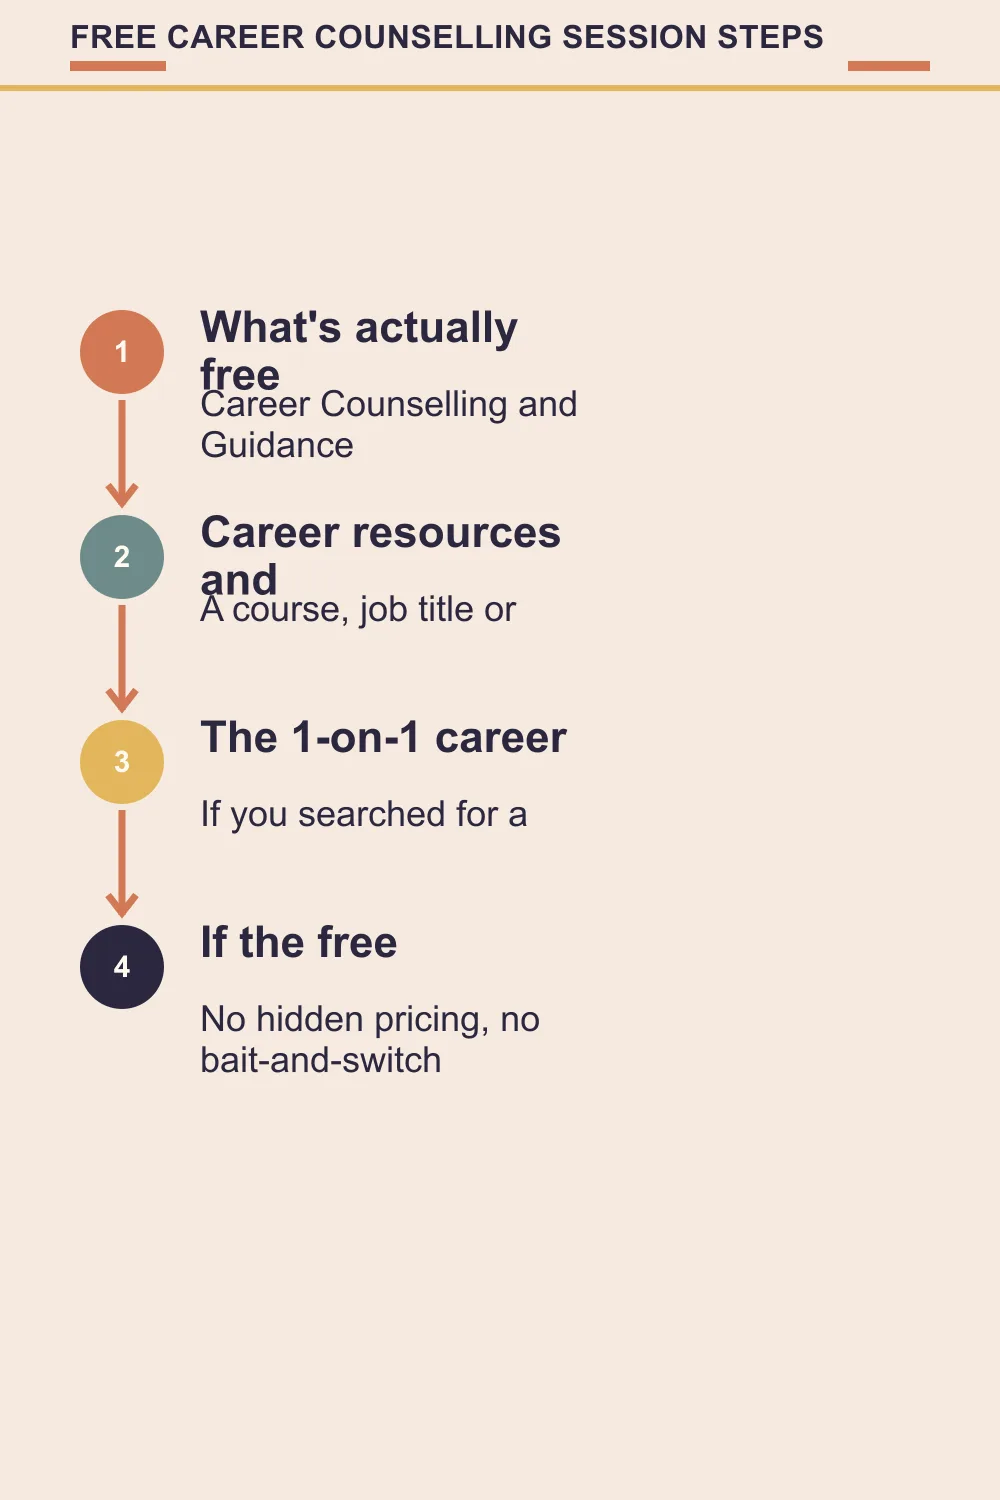 FREE CAREER COUNSELLING SESSION STEPS
1
What's actually
free
Career Counselling and
Guidance
2
Career resources
and
A course, job title or
3
The 1-on-1 career
If you searched for a
4
If the free
No hidden pricing, no
bait-and-switch